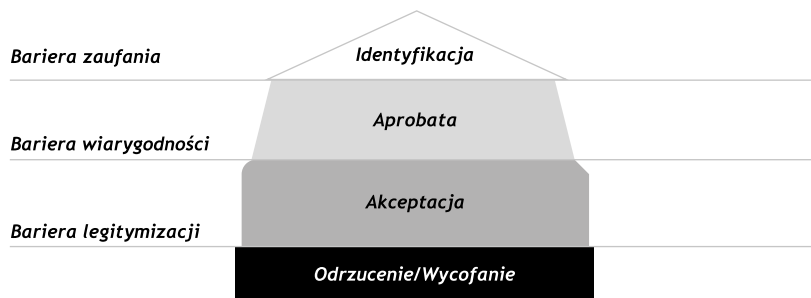 Identyfikacja
Bariera zaufania
Aprobata
Bariera wiarygodności
Akceptacja
Bariera legitymizacji
Odrzucenie/Wycofanie